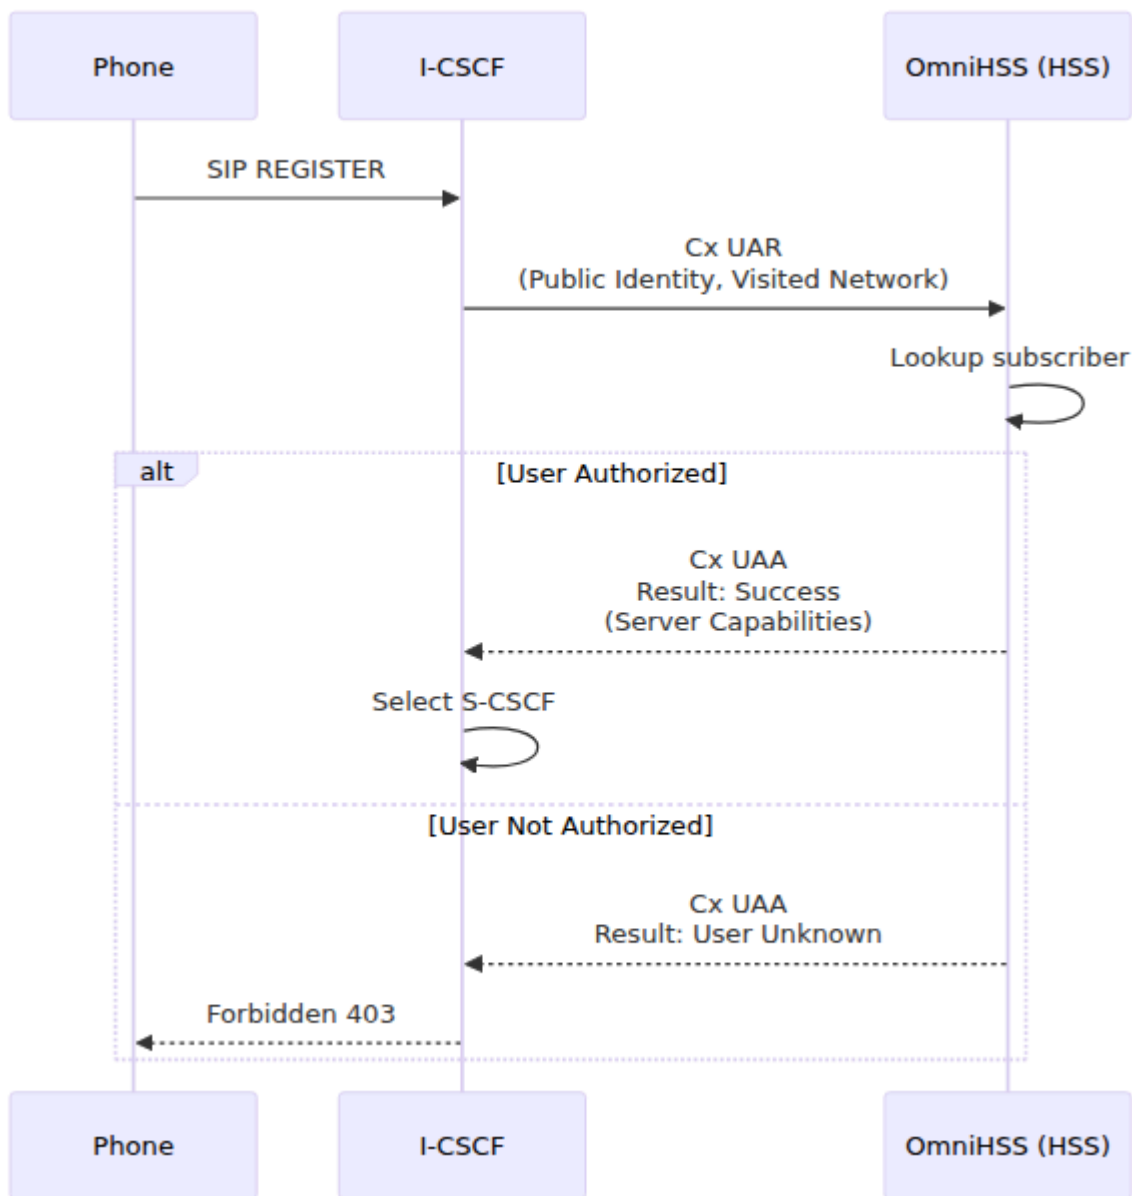 Phone
I-CSCF
OmniHSS (HSS)
SIP REGISTER
Cx UAR
(Public Identity, Visited Network)
Lookup subscriber
alt
[User Authorized]
Cx UAA
Result: Success
(Server Capabilities)
Select S-CSCF
[User Not Authorized]
Cx UAA
Result: User Unknown
Forbidden 403
Phone
I-CSCF
OmniHSS (HSS)